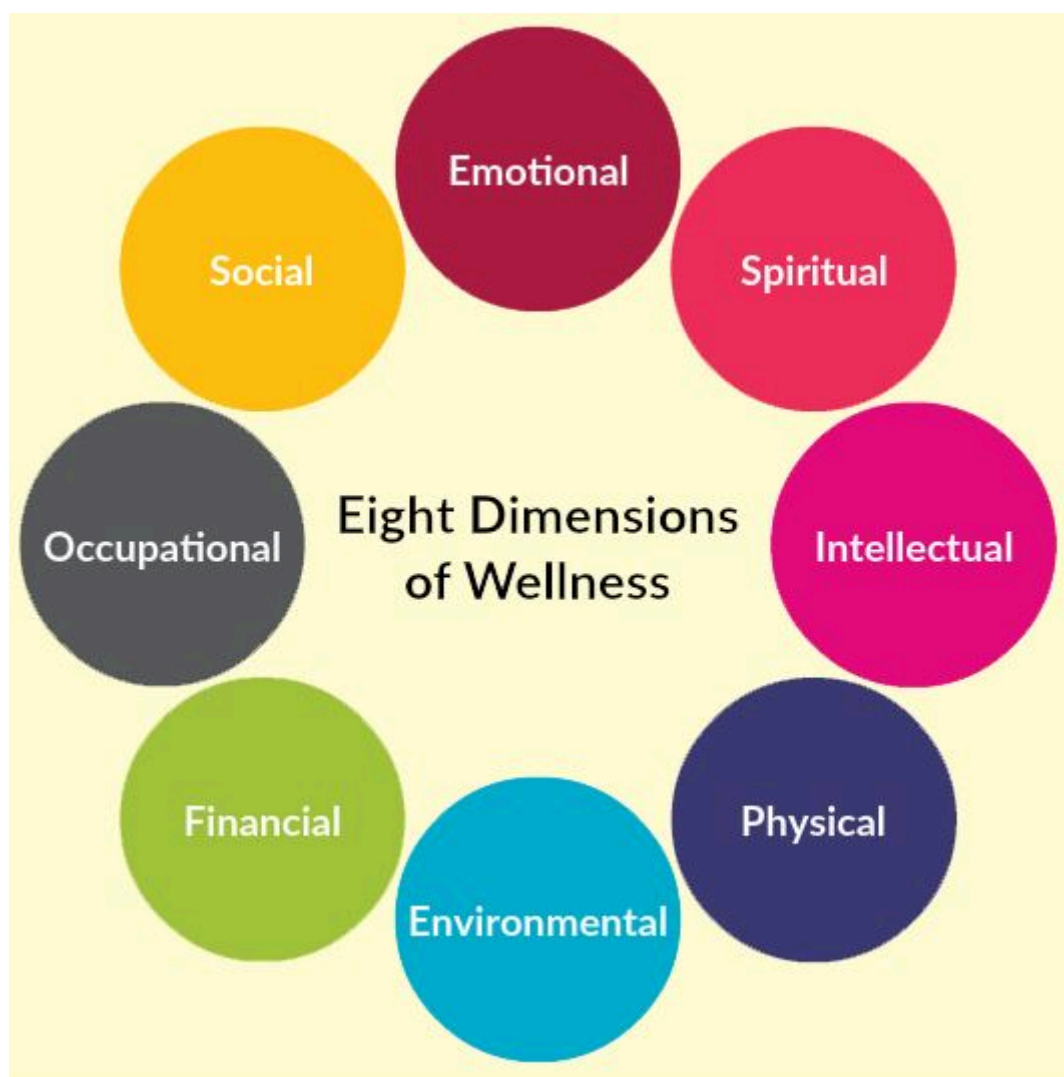 Emotional
Social
Spiritual
Occupational
Eight Dimensions
of Wellness
Intellectual
Financial
Physical
Environmental